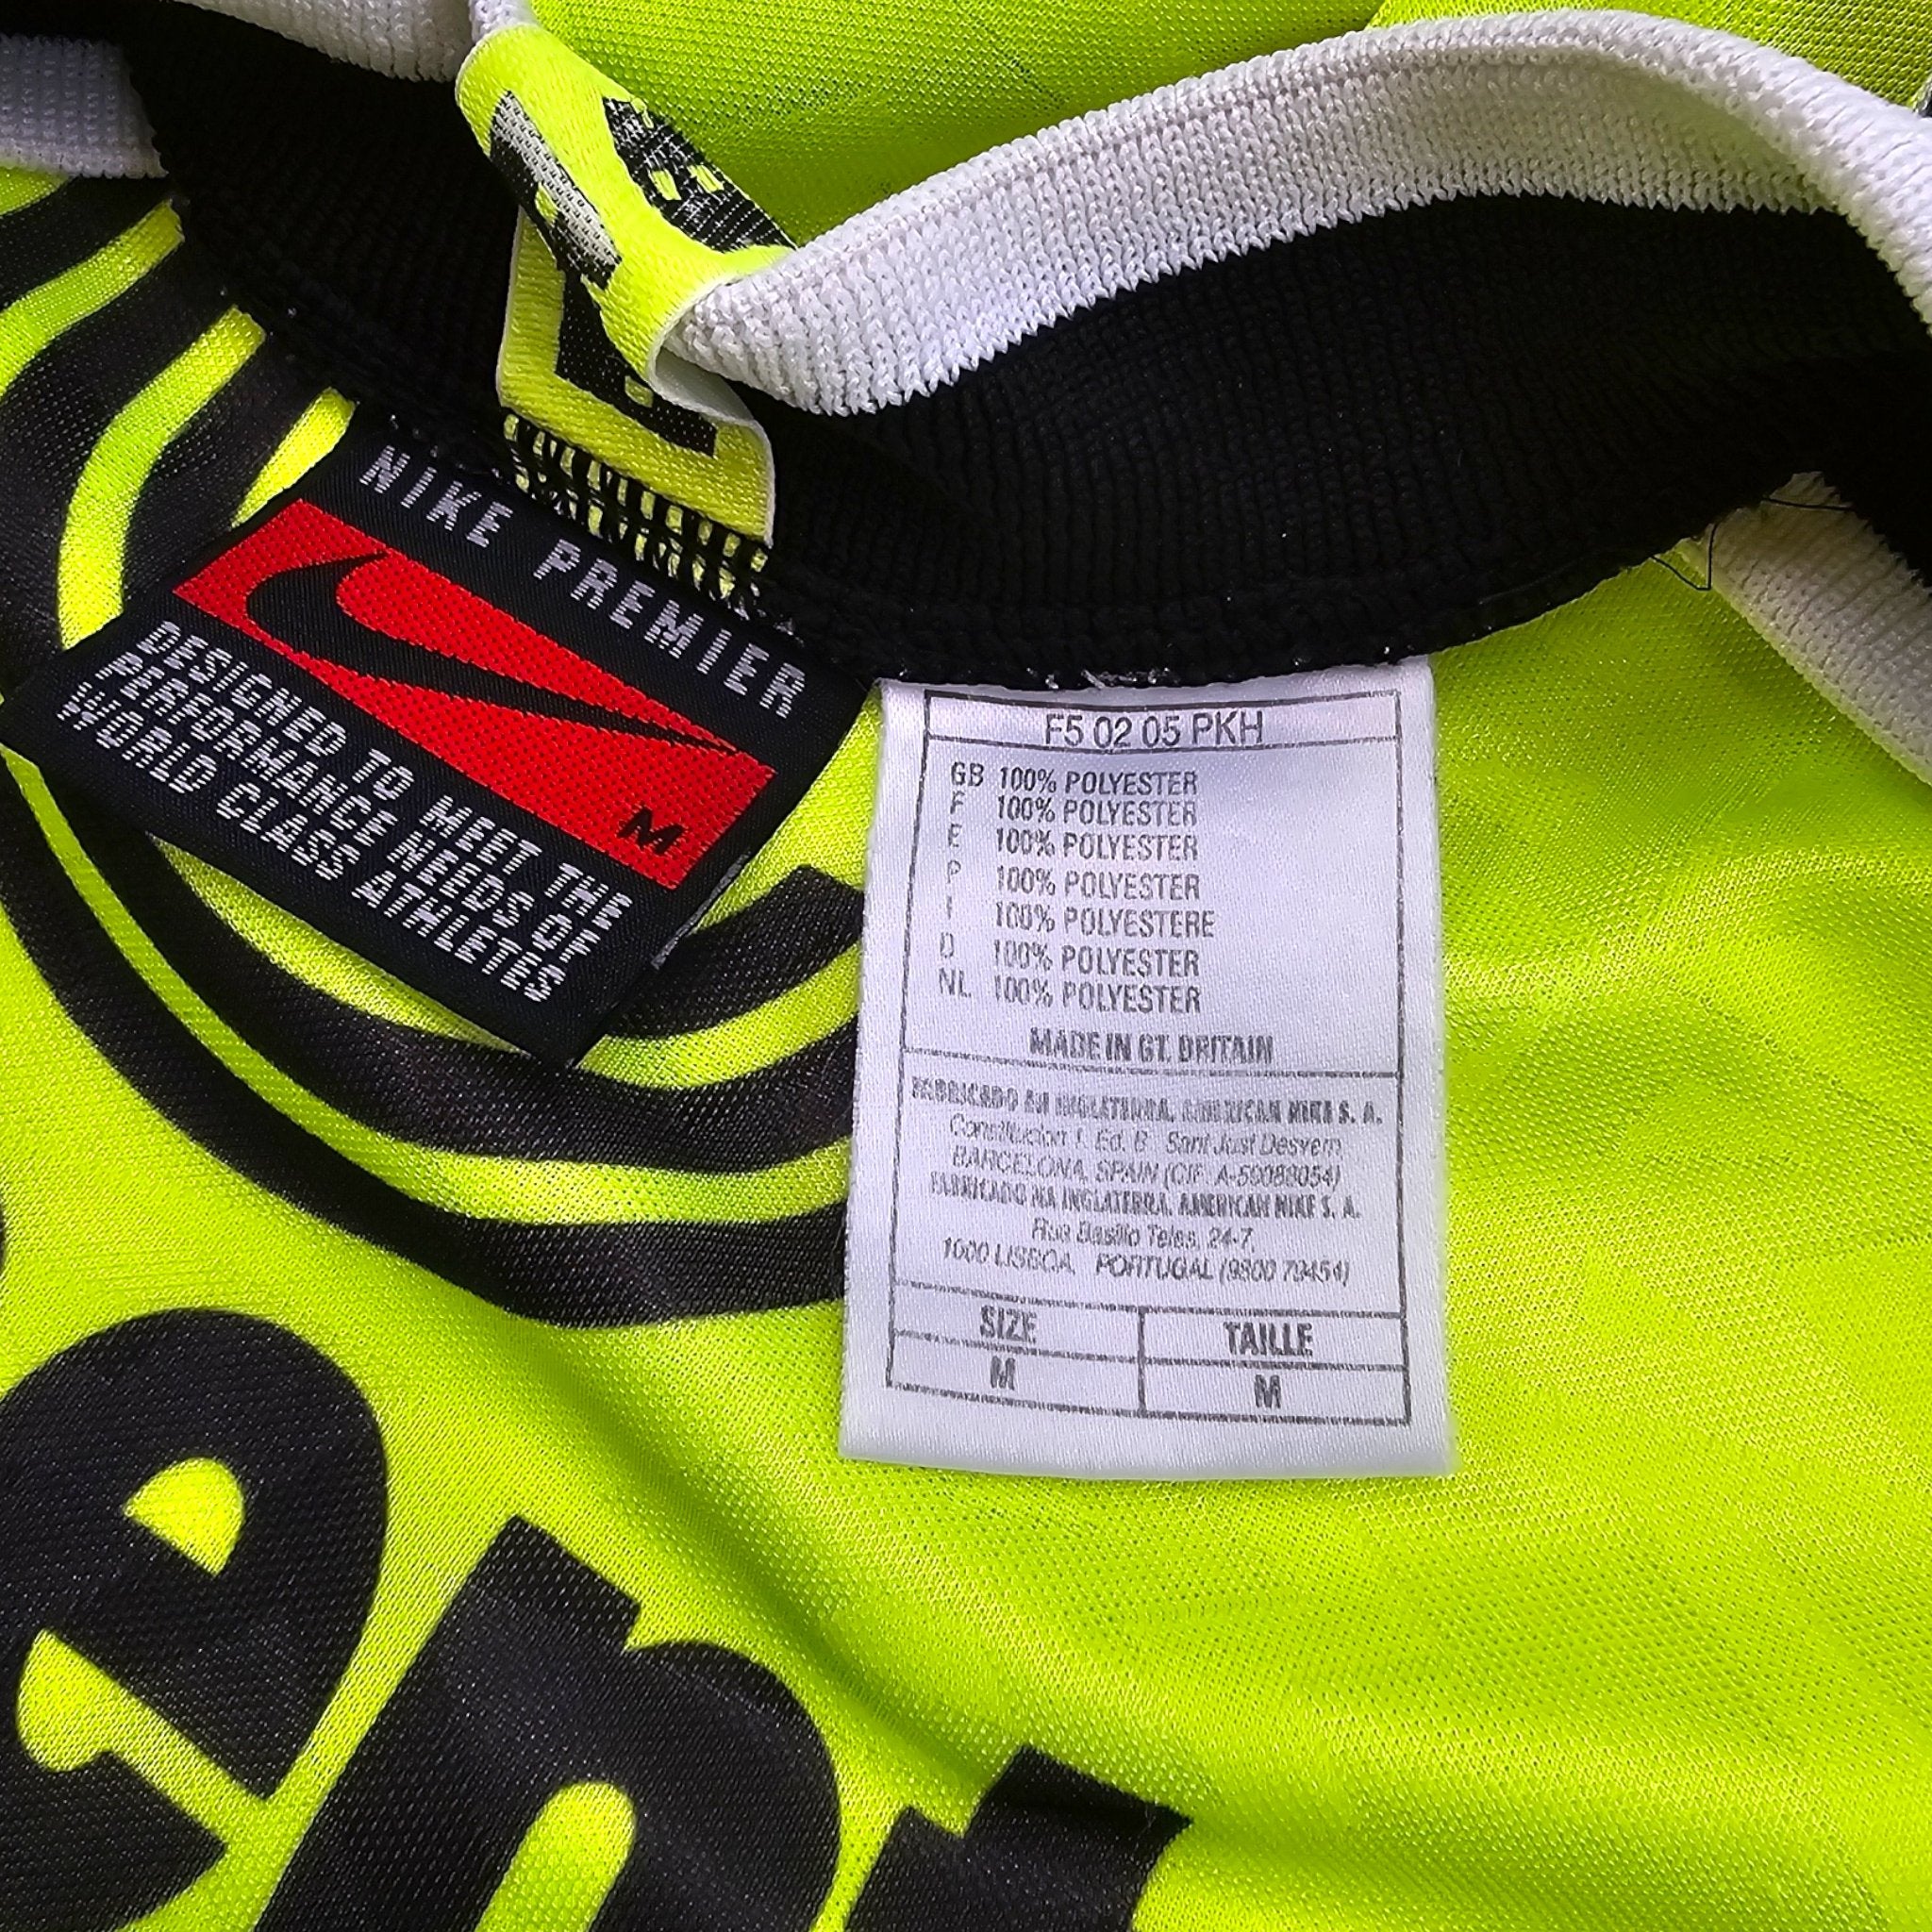 NIKE PREMIER
M
DESIGNED TO MEET THE
PERFORMANCE NEEDS OF
WORLD CLASS ATHLETES
F5 02 05 PKH
GB 100% POLYESTER
F 100% POLYESTER
E 100% POLYESTER
P 100% POLYESTER
I 100% POLYESTERE
D 100% POLYESTER
NL 100% POLYESTER
MADE IN GT. BRITAIN
FABRICADO EN INGLATERRA. AMERICAN NIKE S. A.
Constitucion 1. Ed. B Sant Just Desvern
BARCELONA, SPAIN (CIF: A-59088054)
FABRICADO NA INGLATERRA. AMERICAN NIKE S. A.
Rua Basilio Teles, 24-7,
1000 LISBOA, PORTUGAL (9800 79454)
SIZE TAILLE
M M